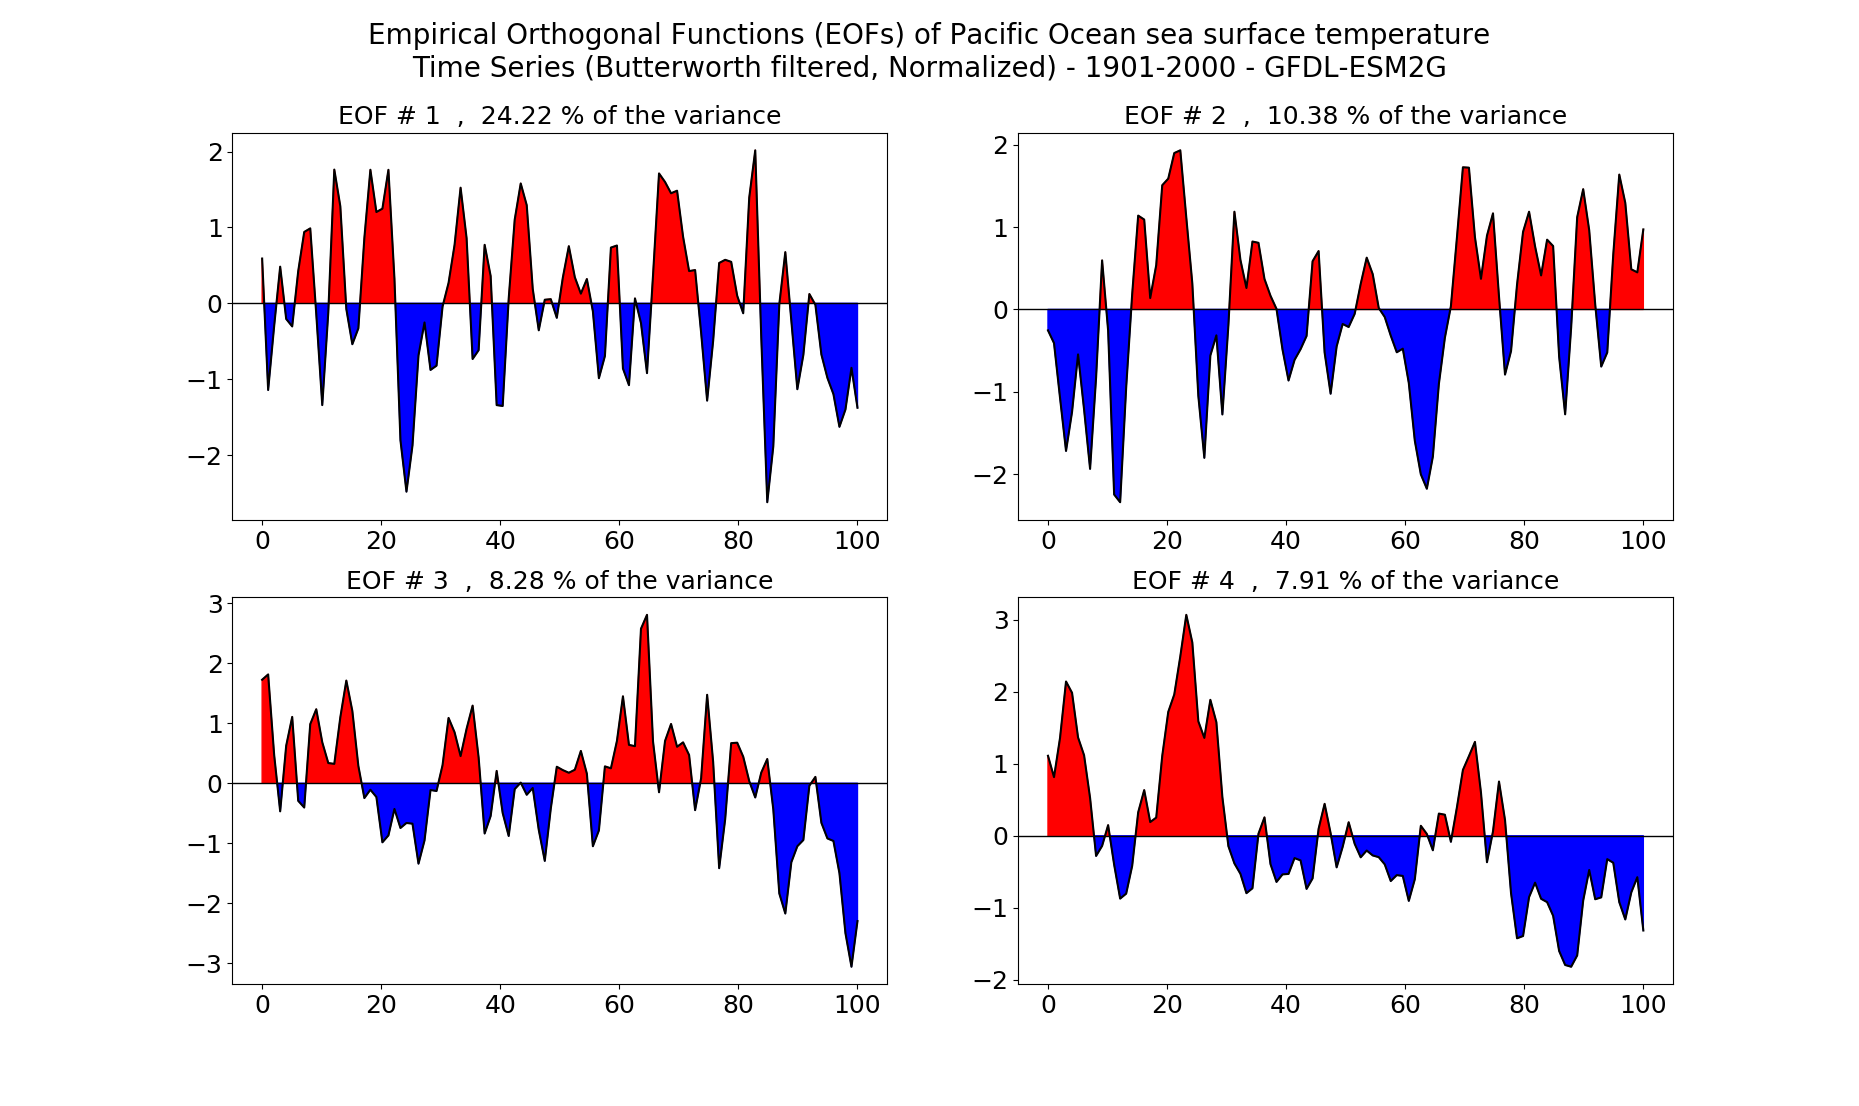 Empirical Orthogonal Functions (EOFs) of Pacific Ocean sea surface temperature
Time Series (Butterworth filtered, Normalized) - 1901-2000 - GFDL-ESM2G
EOF # 1 , 24.22 % of the variance
2
1
0
−1
−2
0 20 40 60 80 100
EOF # 2 , 10.38 % of the variance
2
1
0
−1
−2
0 20 40 60 80 100
EOF # 3 , 8.28 % of the variance
3
2
1
0
−1
−2
−3
0 20 40 60 80 100
EOF # 4 , 7.91 % of the variance
3
2
1
0
−1
−2
0 20 40 60 80 100